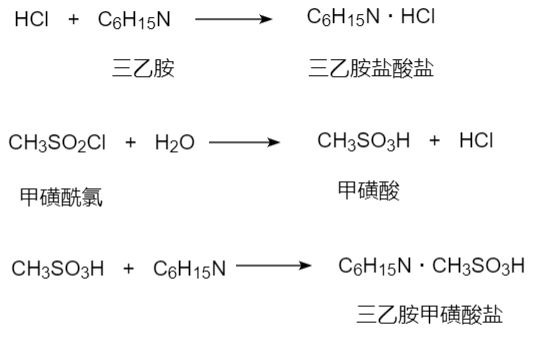 HCl + C₆H₁₅N ⟶ C₆H₁₅N · HCl
三乙胺 三乙胺盐酸盐
CH₃SO₂Cl + H₂O ⟶ CH₃SO₃H + HCl
甲磺酰氯 甲磺酸
CH₃SO₃H + C₆H₁₅N ⟶ C₆H₁₅N · CH₃SO₃H
三乙胺甲磺酸盐